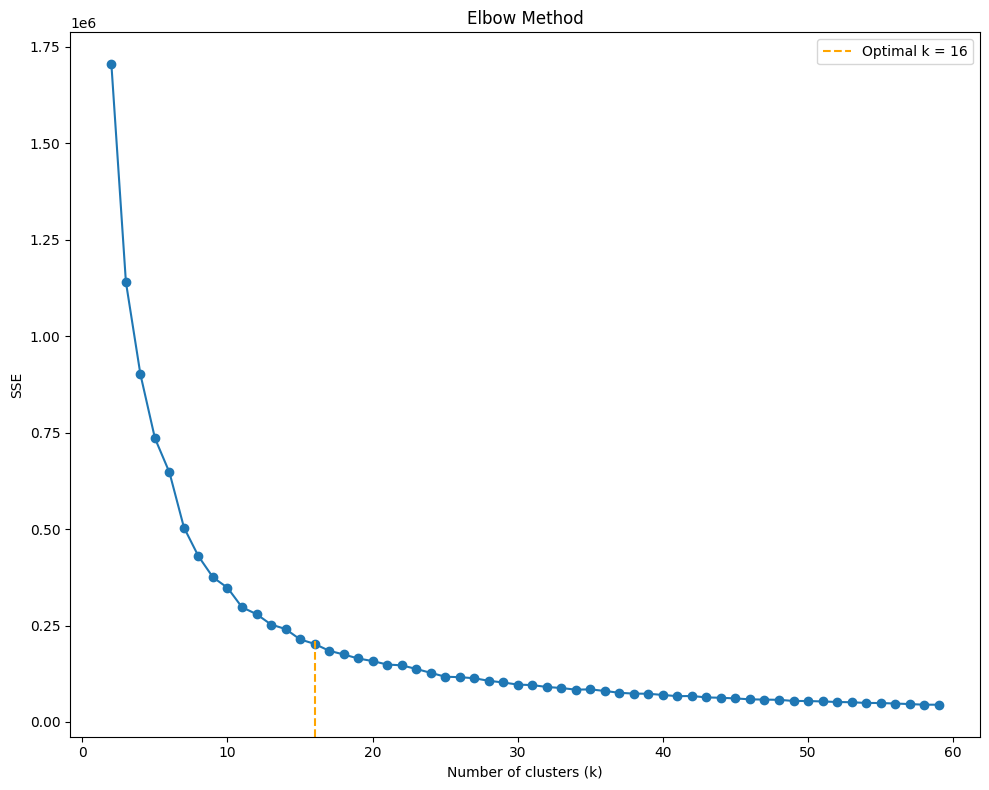 Elbow Method
1e6
Optimal k = 16
1.75
1.50
1.25
1.00
0.75
0.50
0.25
0.00
SSE
0 10 20 30 40 50 60
Number of clusters (k)